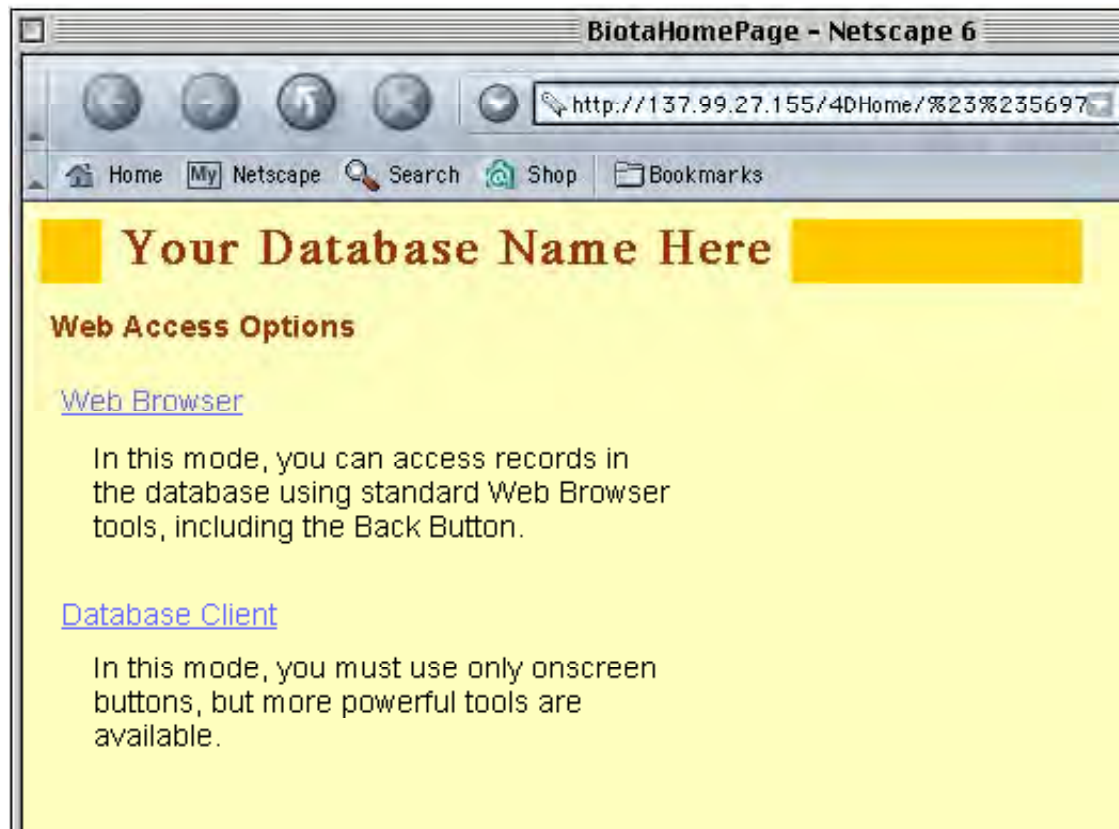 BiotaHomePage - Netscape 6
http://137.99.27.155/4DHome/%23%235697
Home My Netscape Search Shop Bookmarks
Your Database Name Here
Web Access Options
Web Browser
In this mode, you can access records in
the database using standard Web Browser
tools, including the Back Button.
Database Client
In this mode, you must use only onscreen
buttons, but more powerful tools are
available.